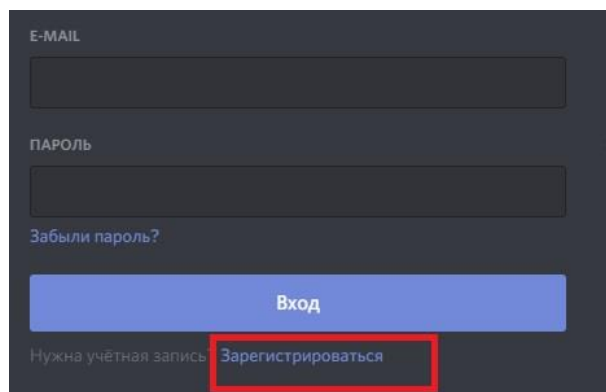 E-MAIL
ПАРОЛЬ
Забыли пароль?
Вход
Нужна учётная запись? Зарегистрироваться